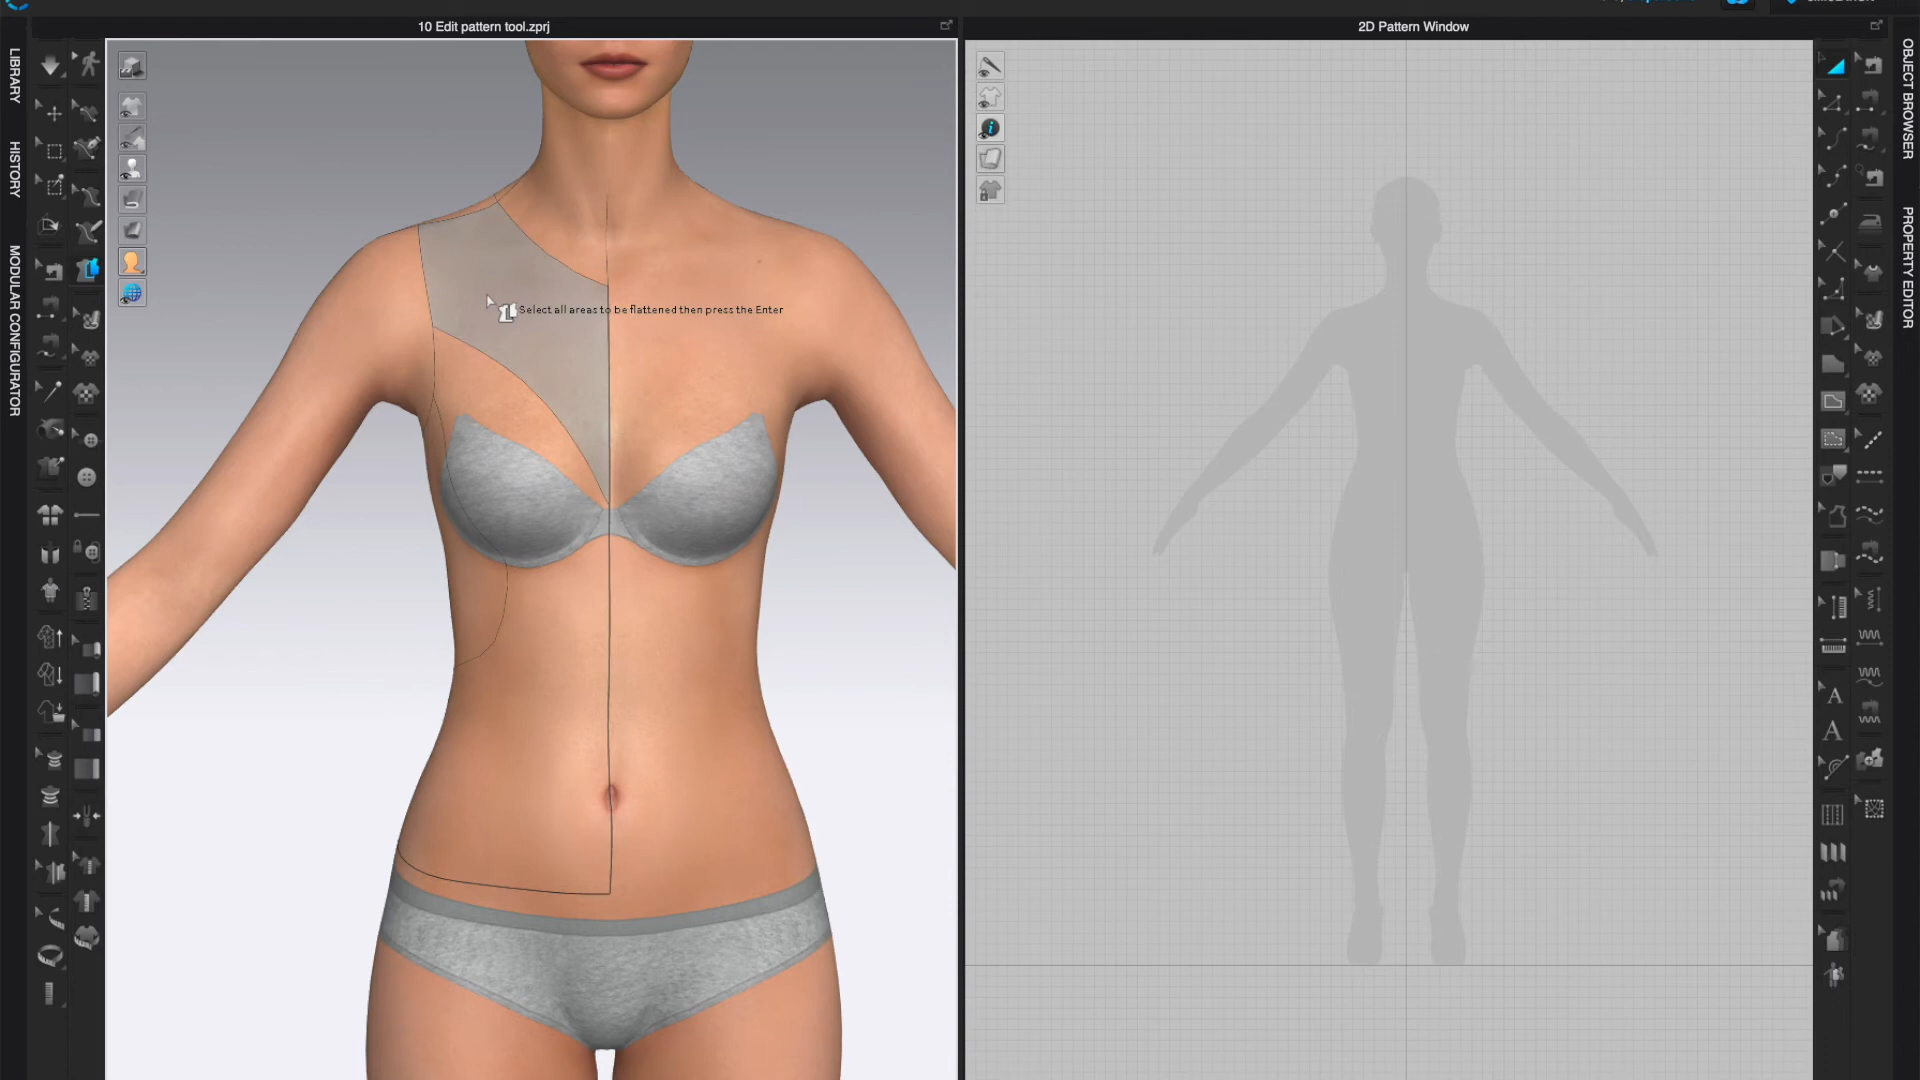 10 Edit pattern tool.zprj
2D Pattern Window
LIBRARY
HISTORY
MODULAR CONFIGURATOR
Select all areas to be flattened then press the Enter
OBJECT BROWSER
PROPERTY EDITOR
A
A